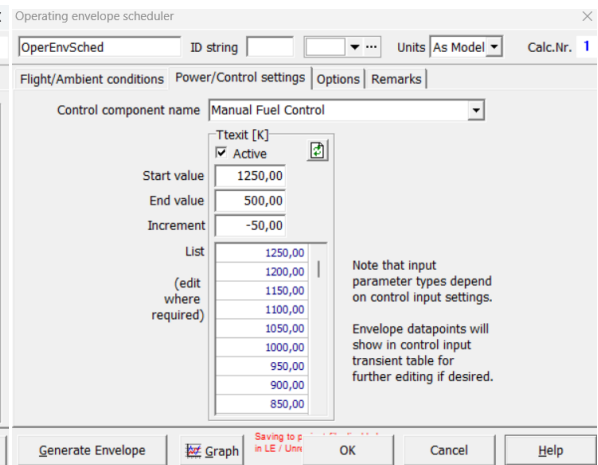 Operating envelope scheduler
OperEnvSched ID string Units As Model Calc.Nr. 1
Flight/Ambient conditions Power/Control settings Options Remarks
Control component name Manual Fuel Control
Ttexit [K]
Active
Start value 1250,00
End value 500,00
Increment -50,00
List 1250,00
1200,00
(edit where required)
1150,00
1100,00
1050,00
1000,00
950,00
900,00
850,00
Note that input
parameter types depend
on control input settings.
Envelope datapoints will
show in control input
transient table for
further editing if desired.
Saving to
in LE /
Generate Envelope Graph OK Cancel Help